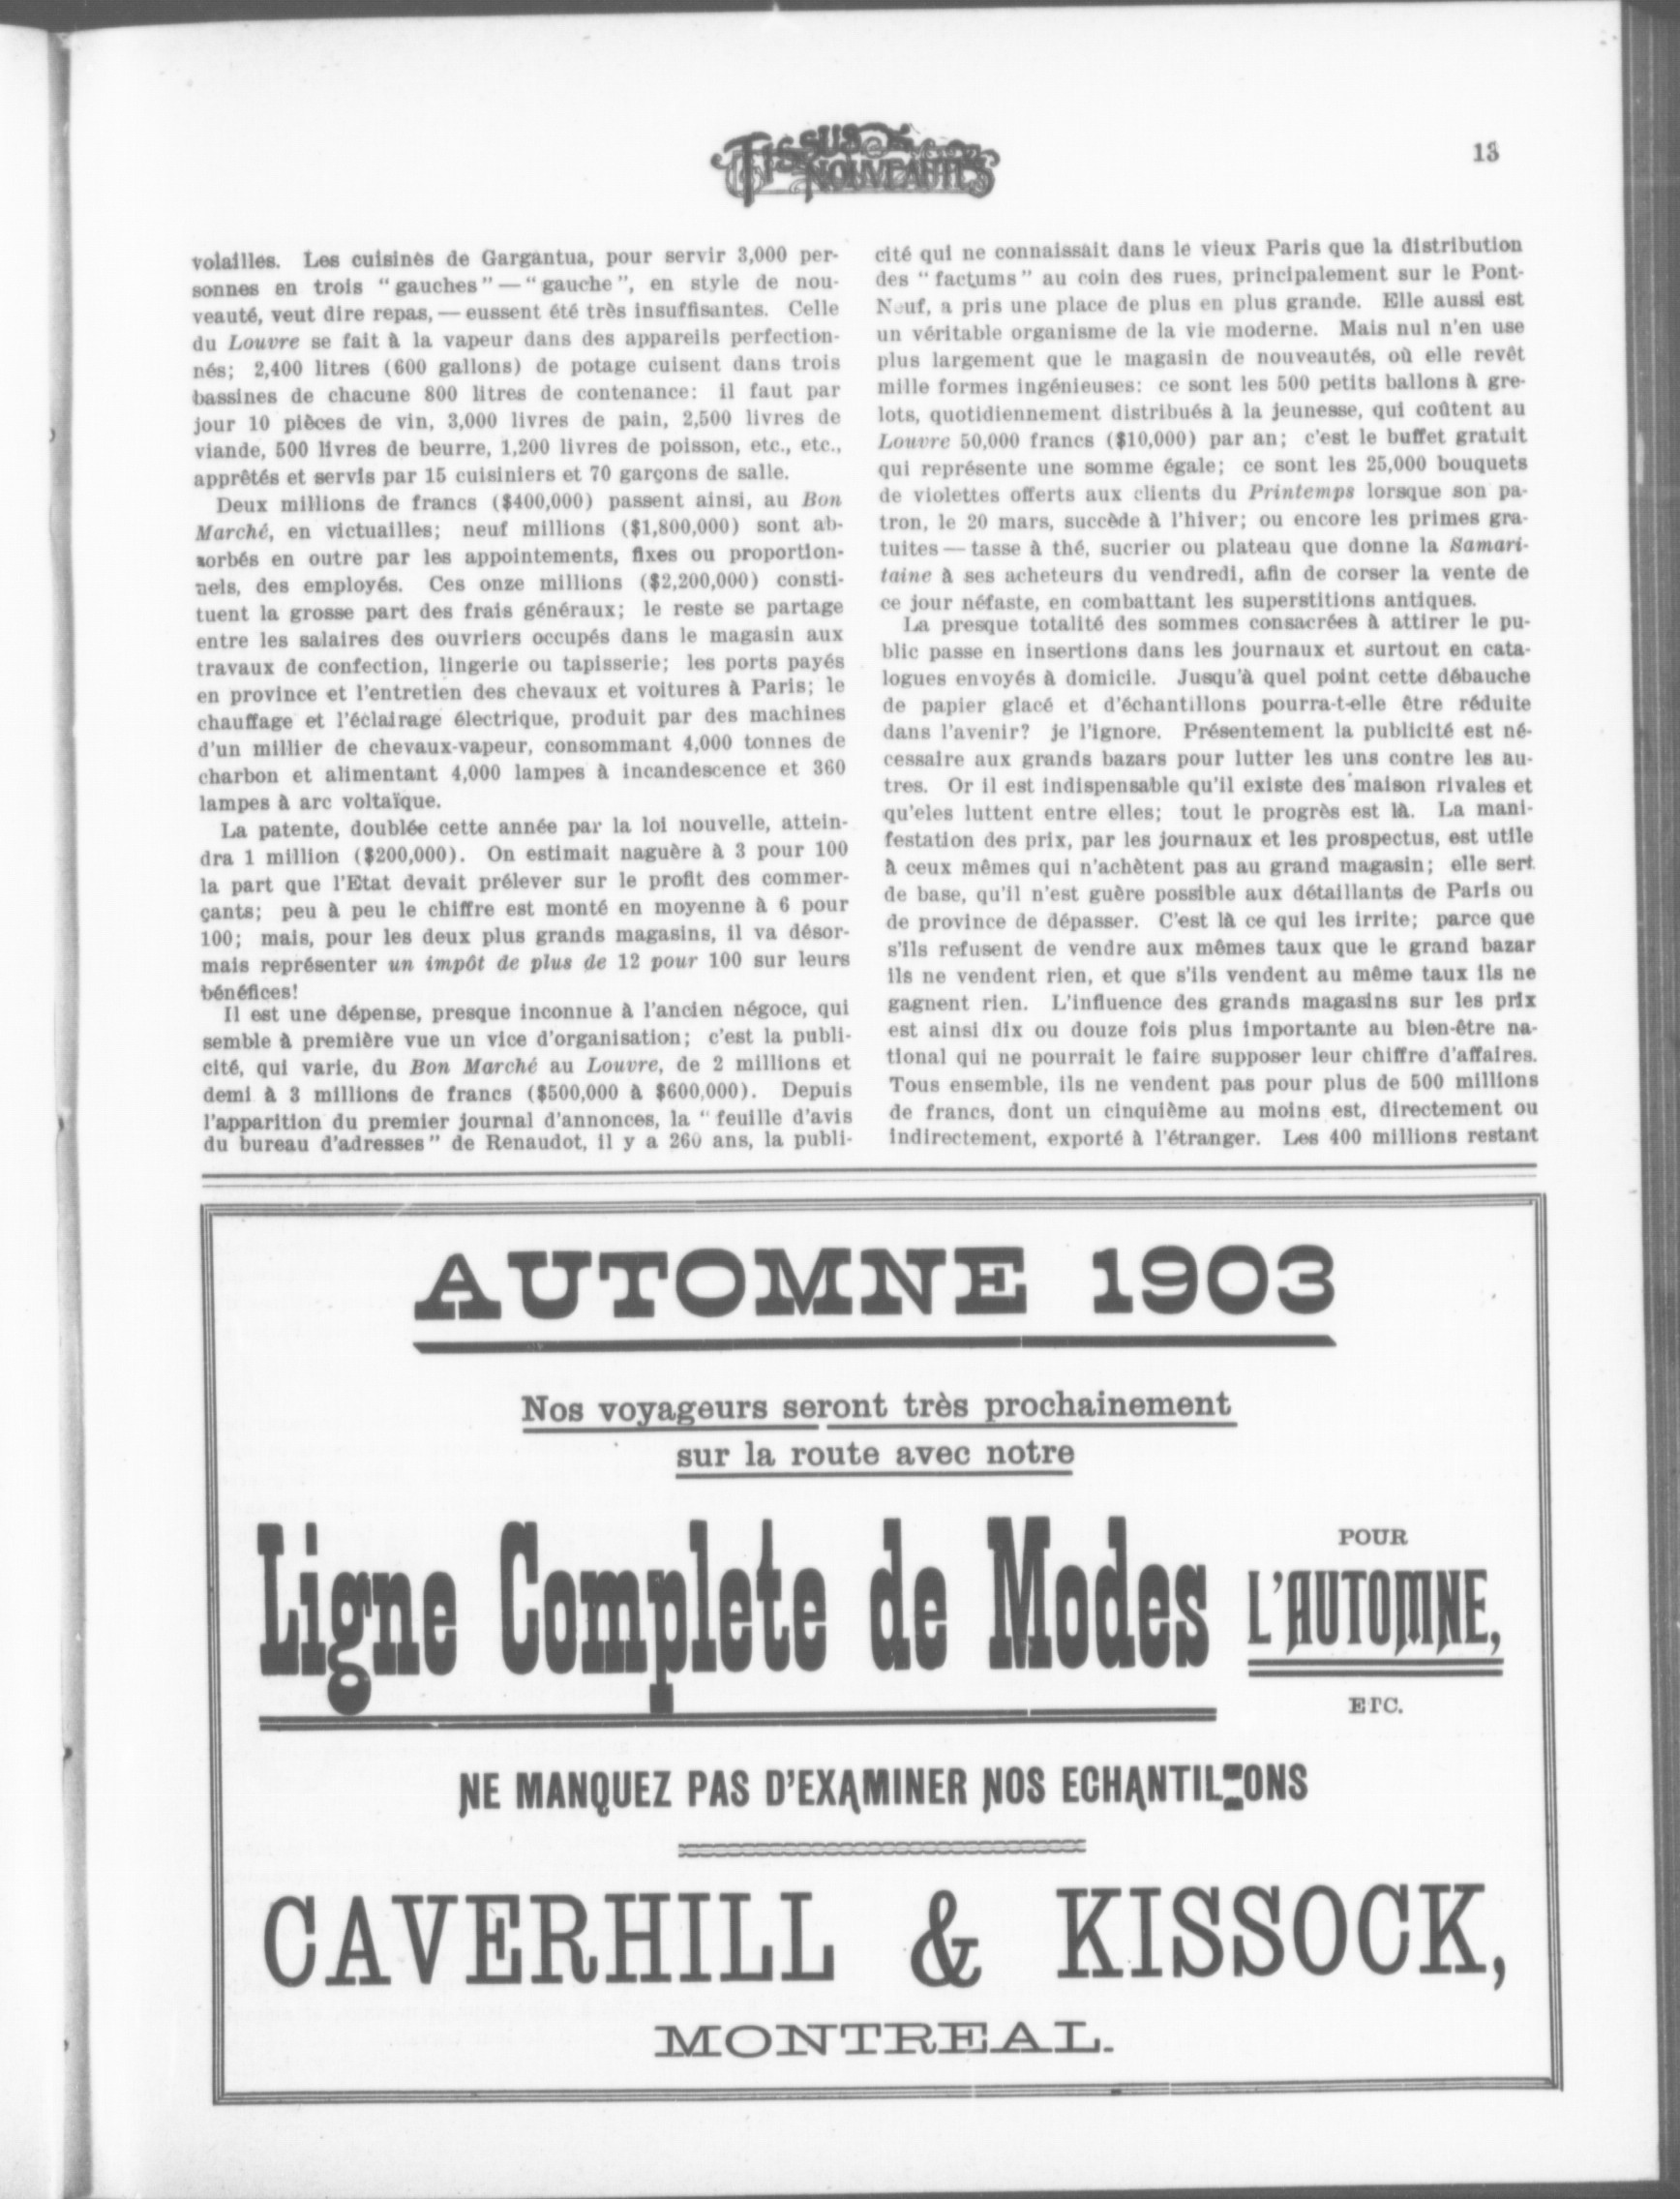 TISSUS & NOUVEAUTÉS
13
volailles. Les cuisines de Gargantua, pour servir 3,000 per-
sonnes en trois "gauches" — "gauche", en style de nou-
veauté, veut dire repas, — eussent été très insuffisantes. Celle
du Louvre se fait à la vapeur dans des appareils perfection-
nés; 2,400 litres (600 gallons) de potage cuisent dans trois
bassines de chacune 800 litres de contenance: il faut par
jour 10 pièces de vin, 3,000 livres de pain, 2,500 livres de
viande, 500 livres de beurre, 1,200 livres de poisson, etc., etc.,
apprêtés et servis par 15 cuisiniers et 70 garçons de salle.
Deux millions de francs ($400,000) passent ainsi, au Bon
Marché, en victuailles; neuf millions ($1,800,000) sont ab-
sorbés en outre par les appointements, fixes ou proportion-
nels, des employés. Ces onze millions ($2,200,000) consti-
tuent la grosse part des frais généraux; le reste se partage
entre les salaires des ouvriers occupés dans le magasin aux
travaux de confection, lingerie ou tapisserie; les ports payés
en province et l'entretien des chevaux et voitures à Paris; le
chauffage et l'éclairage électrique, produit par des machines
d'un millier de chevaux-vapeur, consommant 4,000 tonnes de
charbon et alimentant 4,000 lampes à incandescence et 360
lampes à arc voltaïque.
La patente, doublée cette année par la loi nouvelle, attein-
dra 1 million ($200,000). On estimait naguère à 3 pour 100
la part que l'Etat devait prélever sur le profit des commer-
çants; peu à peu le chiffre est monté en moyenne à 6 pour
100; mais, pour les deux plus grands magasins, il va désor-
mais représenter un impôt de plus de 12 pour 100 sur leurs
bénéfices!
Il est une dépense, presque inconnue à l'ancien négoce, qui
semble à première vue un vice d'organisation; c'est la publi-
cité, qui varie, du Bon Marché au Louvre, de 2 millions et
demi à 3 millions de francs ($500,000 à $600,000). Depuis
l'apparition du premier journal d'annonces, la "feuille d'avis
du bureau d'adresses" de Renaudot, il y a 260 ans, la publi-
cité qui ne connaissait dans le vieux Paris que la distribution
des "factums" au coin des rues, principalement sur le Pont-
Neuf, a pris une place de plus en plus grande. Elle aussi est
un véritable organisme de la vie moderne. Mais nul n'en use
plus largement que le magasin de nouveautés, où elle revêt
mille formes ingénieuses: ce sont les 500 petits ballons à gre-
lots, quotidiennement distribués à la jeunesse, qui coûtent au
Louvre 50,000 francs ($10,000) par an; c'est le buffet gratuit
qui représente une somme égale; ce sont les 25,000 bouquets
de violettes offerts aux clients du Printemps lorsque son pa-
tron, le 20 mars, succède à l'hiver; ou encore les primes gra-
tuites — tasse à thé, sucrier ou plateau que donne la Samari-
taine à ses acheteurs du vendredi, afin de corser la vente de
ce jour néfaste, en combattant les superstitions antiques.
La presque totalité des sommes consacrées à attirer le pu-
blic passe en insertions dans les journaux et surtout en cata-
logues envoyés à domicile. Jusqu'à quel point cette débauche
de papier glacé et d'échantillons pourra-t-elle être réduite
dans l'avenir? je l'ignore. Présentement la publicité est né-
cessaire aux grands bazars pour lutter les uns contre les au-
tres. Or il est indispensable qu'il existe des maison rivales et
qu'eles luttent entre elles; tout le progrès est là. La mani-
festation des prix, par les journaux et les prospectus, est utile
à ceux mêmes qui n'achètent pas au grand magasin; elle sert
de base, qu'il n'est guère possible aux détaillants de Paris ou
de province de dépasser. C'est là ce qui les irrite; parce que
s'ils refusent de vendre aux mêmes taux que le grand bazar
ils ne vendent rien, et que s'ils vendent au même taux ils ne
gagnent rien. L'influence des grands magasins sur les prix
est ainsi dix ou douze fois plus importante au bien-être na-
tional qui ne pourrait le faire supposer leur chiffre d'affaires.
Tous ensemble, ils ne vendent pas pour plus de 500 millions
de francs, dont un cinquième au moins est, directement ou
indirectement, exporté à l'étranger. Les 400 millions restant
AUTOMNE 1903
Nos voyageurs seront très prochainement
sur la route avec notre
Ligne Complete de Modes
POUR
L'AUTOMNE,
ETC.
NE MANQUEZ PAS D'EXAMINER NOS ECHANTILLONS
CAVERHILL & KISSOCK,
MONTREAL.